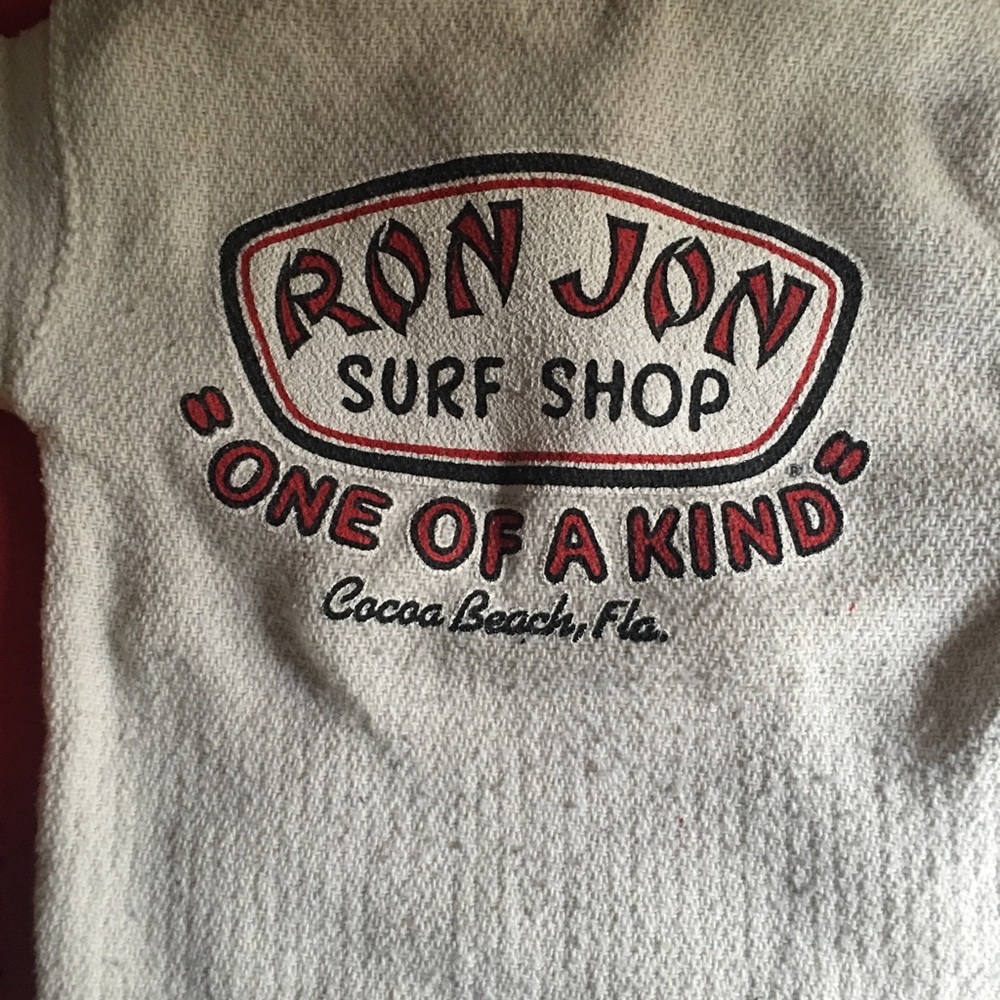 RON JON
SURF SHOP
®
"ONE OF A KIND"
Cocoa Beach, Fla.